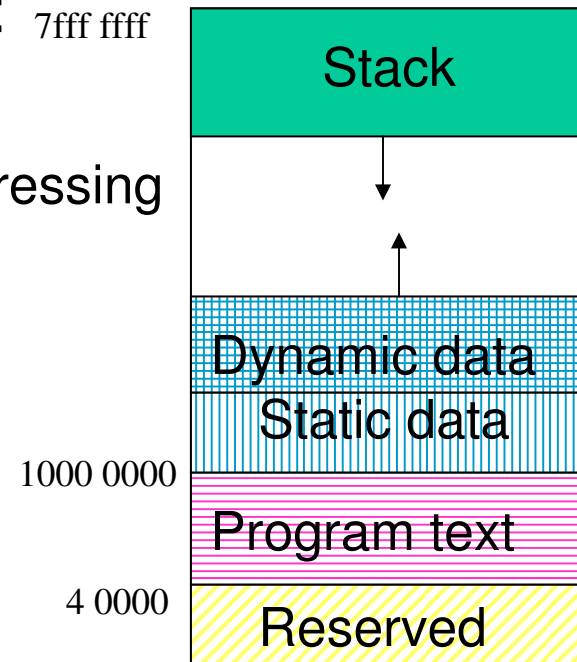 7fff ffff
Stack
ressing
Dynamic data
Static data
1000 0000
Program text
4 0000
Reserved